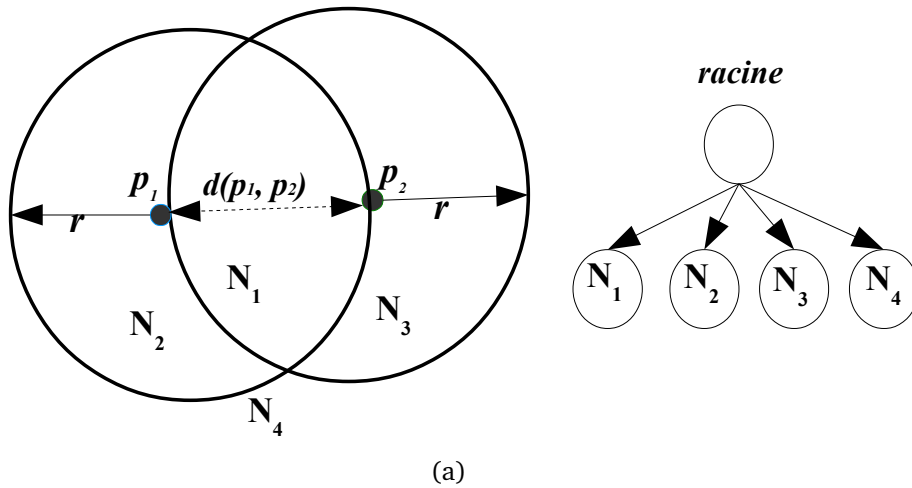 racine
p₁
d(p₁, p₂)
p₂
r
r
N₁
N₂
N₃
N₄
N₁
N₂
N₃
N₄
(a)